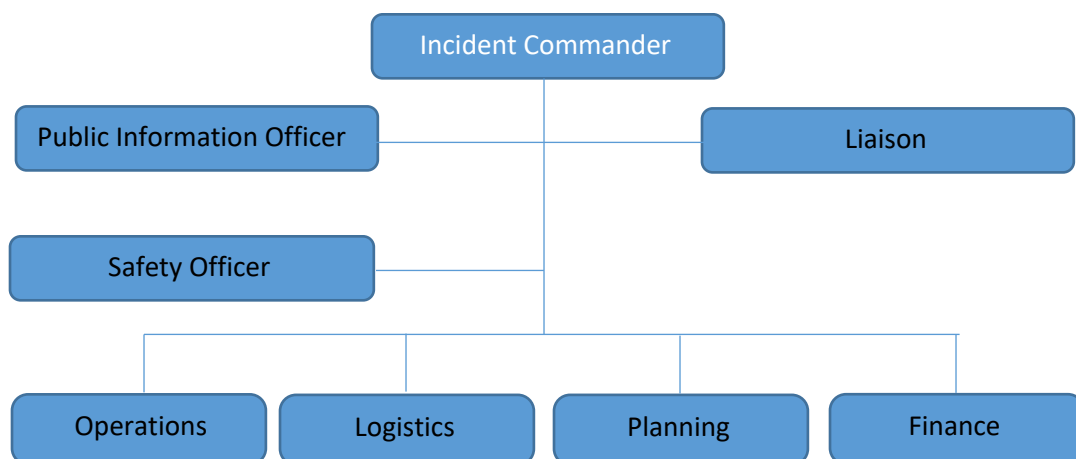 Incident Commander
Public Information Officer
Liaison
Safety Officer
Operations
Logistics
Planning
Finance